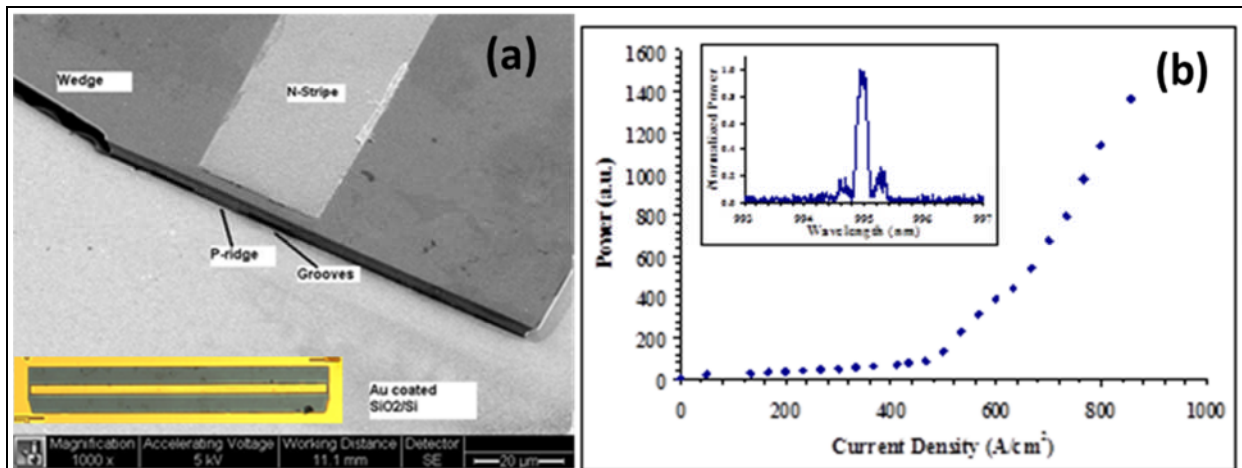 (a)
Wedge
N-Stripe
P-ridge
Grooves
Au coated
SiO2/Si
Magnification Accelerating Voltage Working Distance Detector
1000 x 5 kV 11.1 mm SE 20 µm
(b)
1600
1400
1200
1000
800
600
400
200
0
Power (a.u.)
0 200 400 600 800 1000
Current Density (A/cm²)
1.0
0.8
0.6
0.4
0.2
0.0
Normalized Power
993 994 995 996 997
Wavelength (nm)